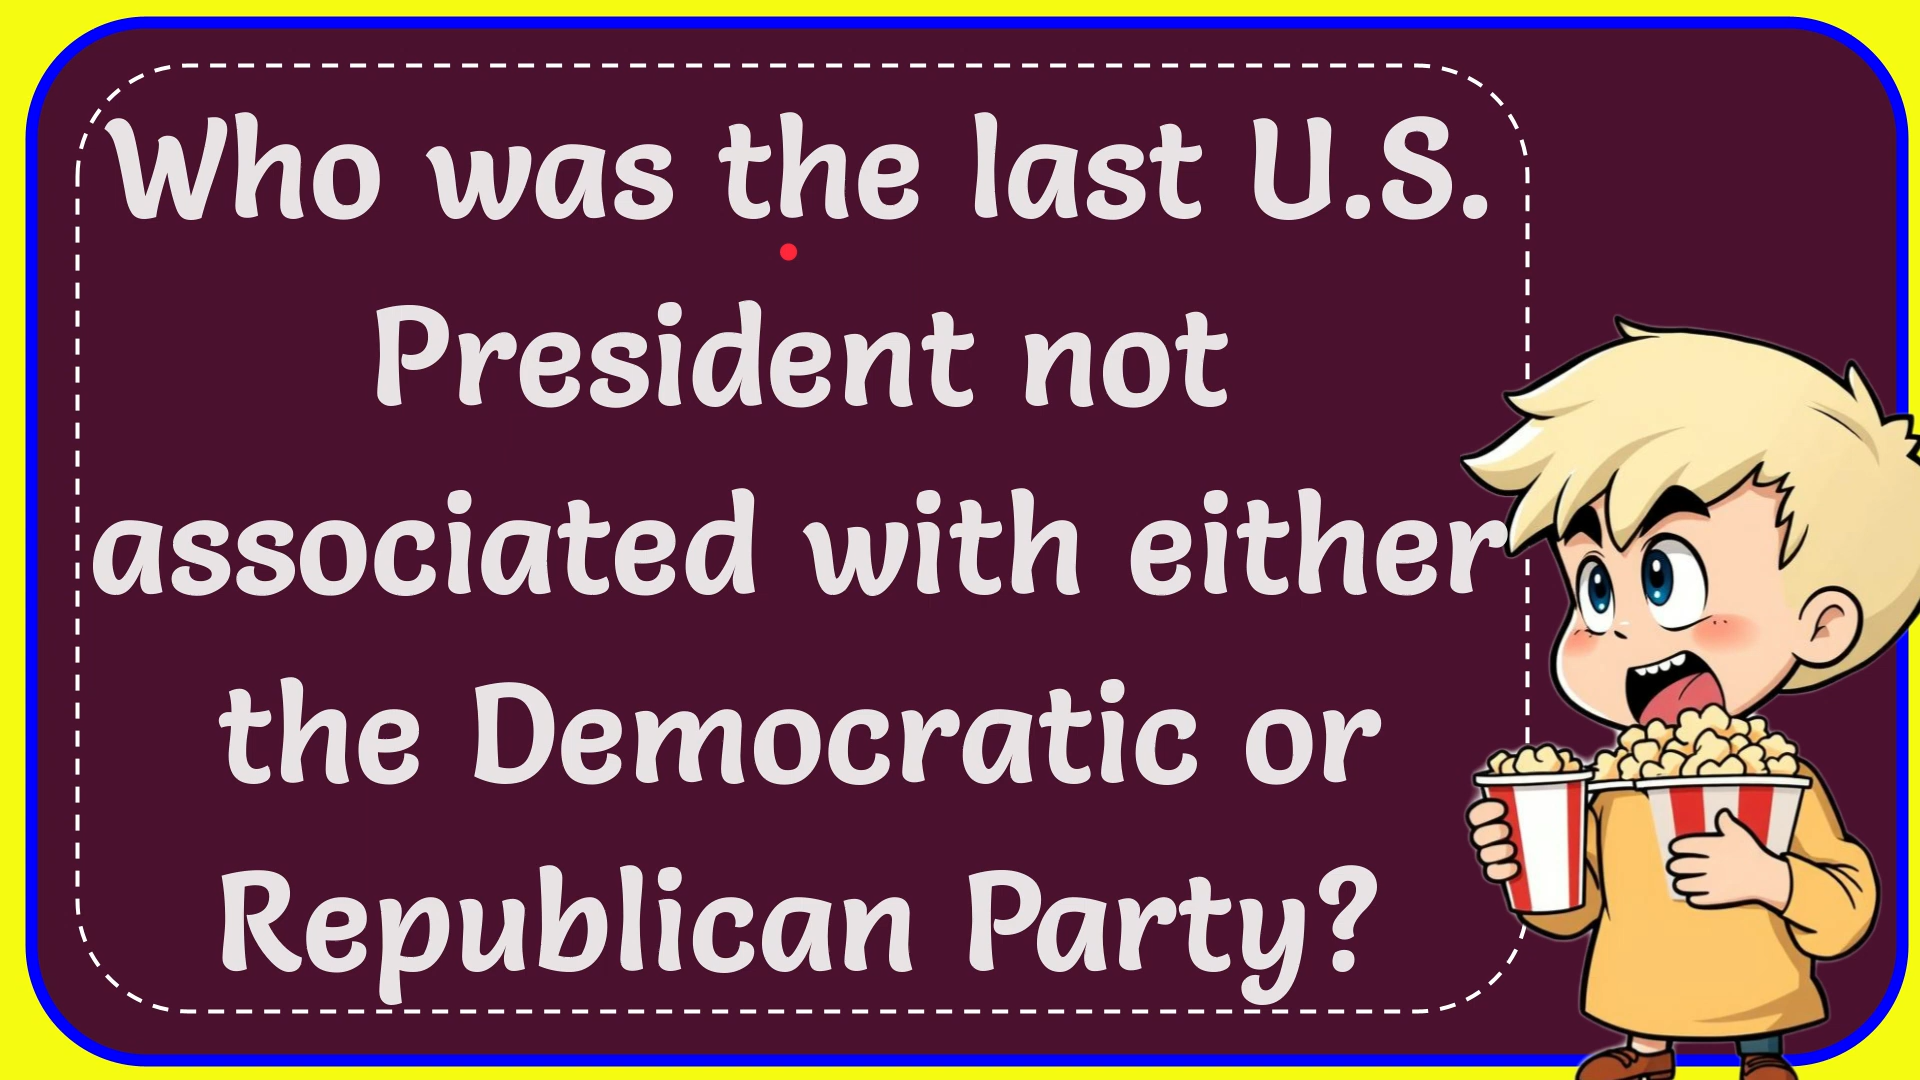 Who was the last U.S.
President not
associated with either
the Democratic or
Republican Party?